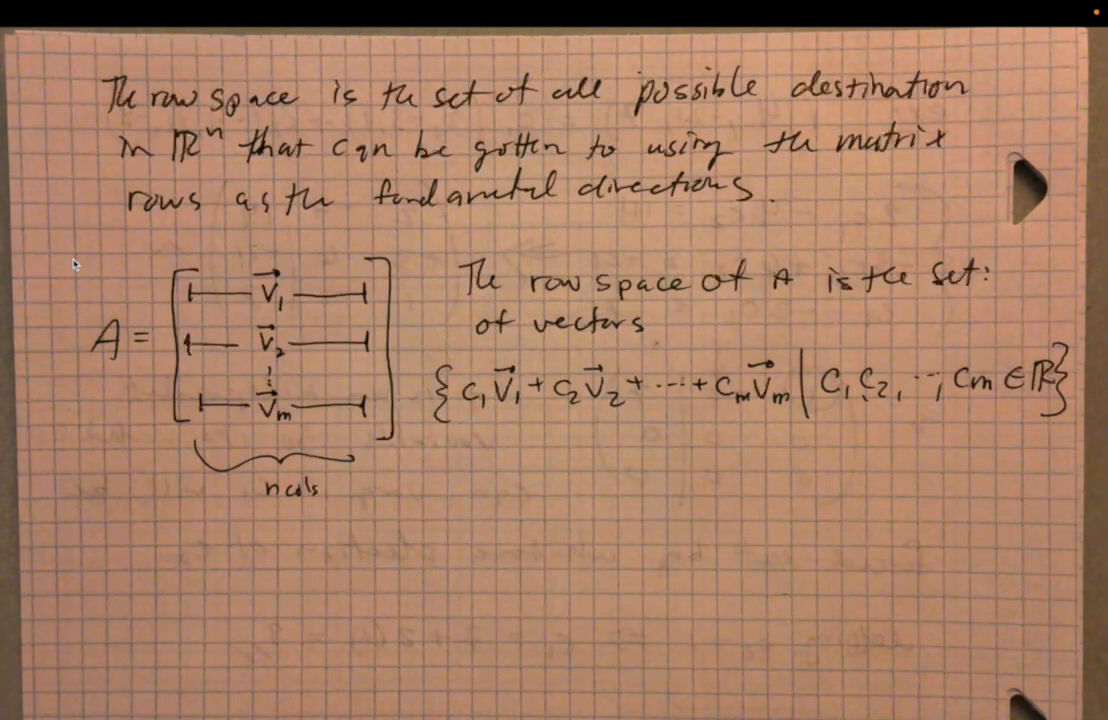 The row space is the set of all possible destination
in ℝⁿ that can be gotten to using the matrix
rows as the fundamental directions.
The row space of A is the set:
of vectors
A = [ v⃗₁
v⃗₂
⋮
v⃗ₘ ]
{ c₁v⃗₁ + c₂v⃗₂ + ... + cₘv⃗ₘ | c₁, c₂, ..., cₘ ∈ ℝ }
n cols